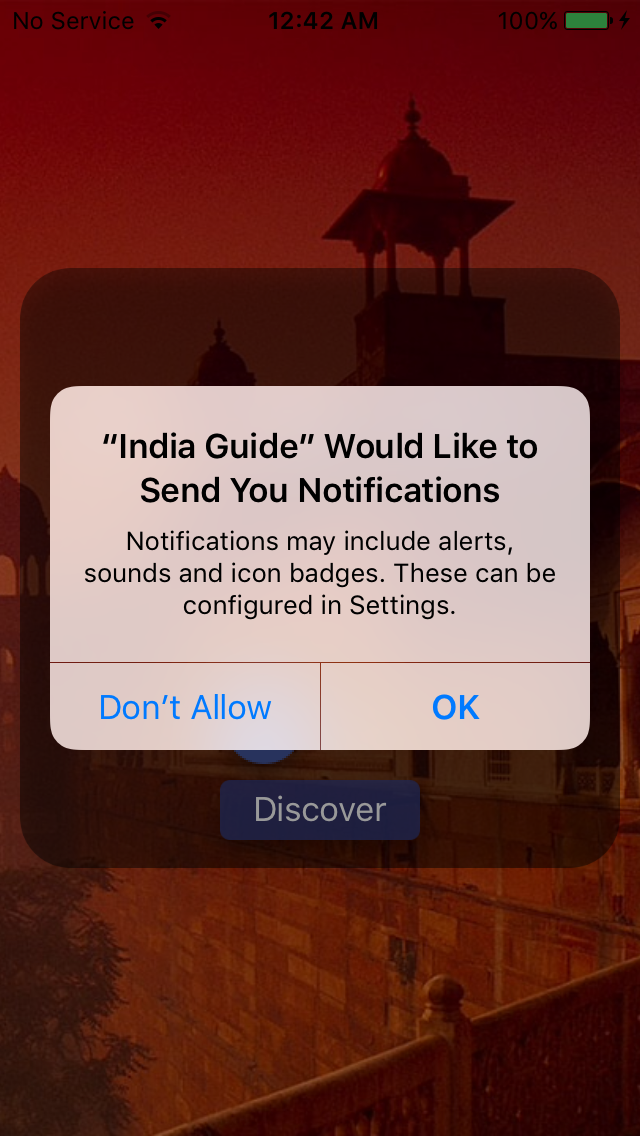 No Service 12:42 AM 100%
“India Guide” Would Like to
Send You Notifications
Notifications may include alerts,
sounds and icon badges. These can be
configured in Settings.
Don’t Allow OK
Discover